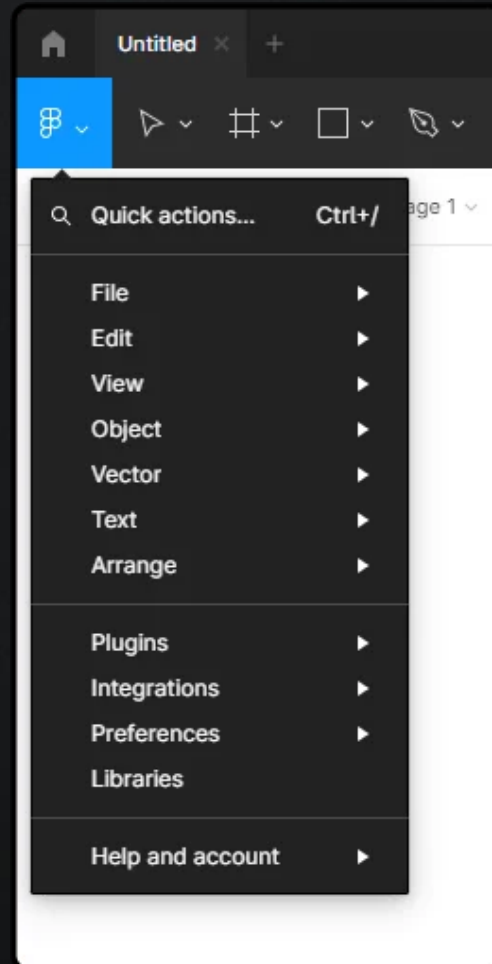 Untitled
Quick actions... Ctrl+/
age 1
File
Edit
View
Object
Vector
Text
Arrange
Plugins
Integrations
Preferences
Libraries
Help and account